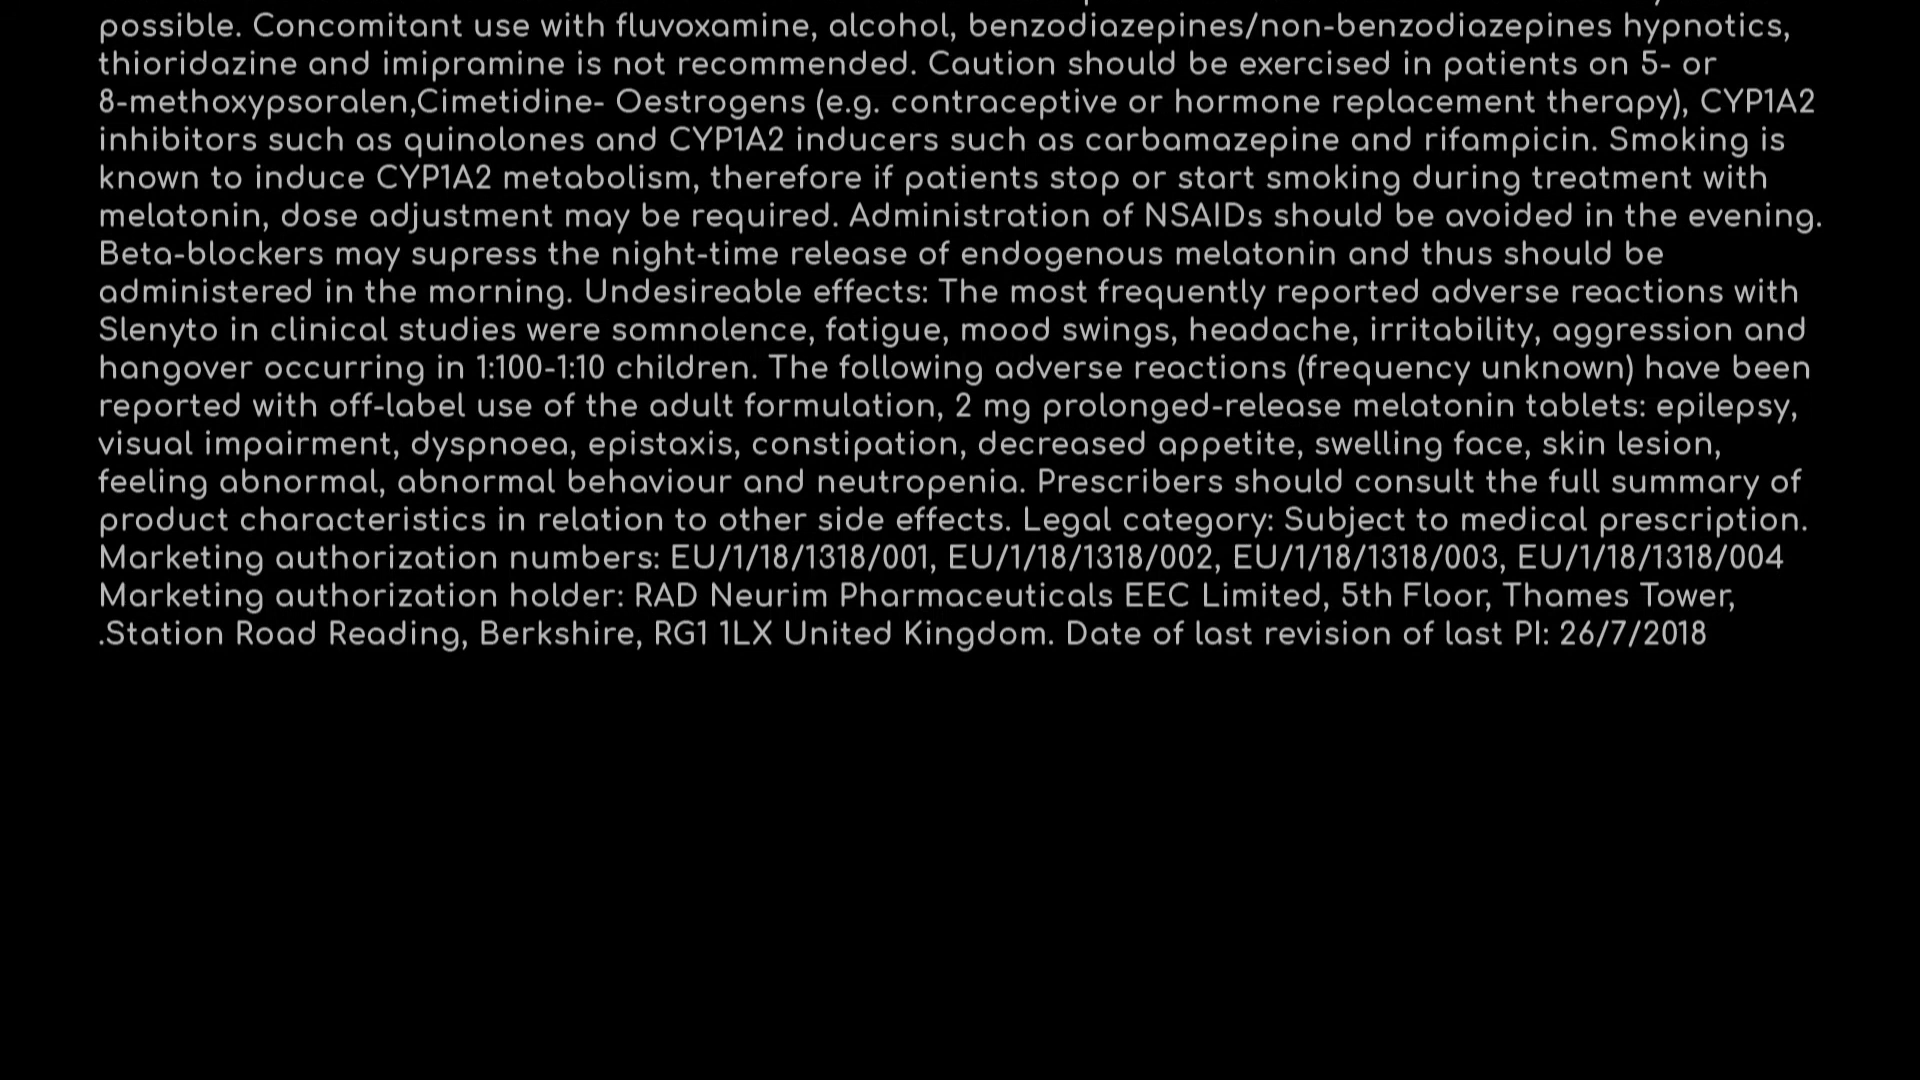 possible. Concomitant use with fluvoxamine, alcohol, benzodiazepines/non-benzodiazepines hypnotics,
thioridazine and imipramine is not recommended. Caution should be exercised in patients on 5- or
8-methoxypsoralen,Cimetidine- Oestrogens (e.g. contraceptive or hormone replacement therapy), CYP1A2
inhibitors such as quinolones and CYP1A2 inducers such as carbamazepine and rifampicin. Smoking is
known to induce CYP1A2 metabolism, therefore if patients stop or start smoking during treatment with
melatonin, dose adjustment may be required. Administration of NSAIDs should be avoided in the evening.
Beta-blockers may supress the night-time release of endogenous melatonin and thus should be
administered in the morning. Undesireable effects: The most frequently reported adverse reactions with
Slenyto in clinical studies were somnolence, fatigue, mood swings, headache, irritability, aggression and
hangover occurring in 1:100-1:10 children. The following adverse reactions (frequency unknown) have been
reported with off-label use of the adult formulation, 2 mg prolonged-release melatonin tablets: epilepsy,
visual impairment, dyspnoea, epistaxis, constipation, decreased appetite, swelling face, skin lesion,
feeling abnormal, abnormal behaviour and neutropenia. Prescribers should consult the full summary of
product characteristics in relation to other side effects. Legal category: Subject to medical prescription.
Marketing authorization numbers: EU/1/18/1318/001, EU/1/18/1318/002, EU/1/18/1318/003, EU/1/18/1318/004
Marketing authorization holder: RAD Neurim Pharmaceuticals EEC Limited, 5th Floor, Thames Tower,
.Station Road Reading, Berkshire, RG1 1LX United Kingdom. Date of last revision of last PI: 26/7/2018